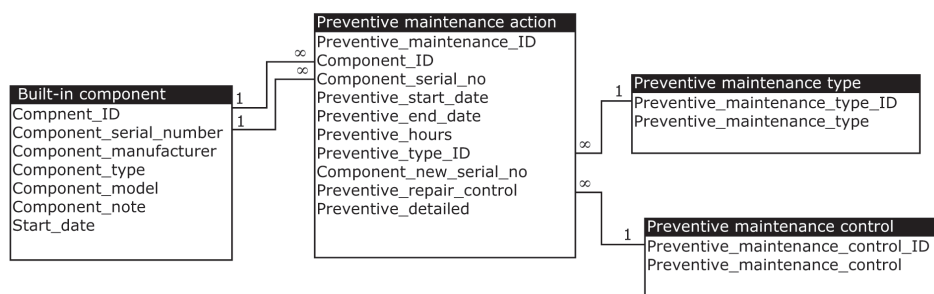 Preventive maintenance action
Preventive_maintenance_ID
∞ Component_ID
∞ Component_serial_no
Preventive_start_date
Preventive_end_date
Preventive_hours
Preventive_type_ID ∞
Component_new_serial_no
Preventive_repair_control ∞
Preventive_detailed
Built-in component
Compnent_ID 1
Component_serial_number 1
Component_manufacturer
Component_type
Component_model
Component_note
Start_date
Preventive maintenance type
1 Preventive_maintenance_type_ID
Preventive_maintenance_type
Preventive maintenance control
1 Preventive_maintenance_control_ID
Preventive_maintenance_control